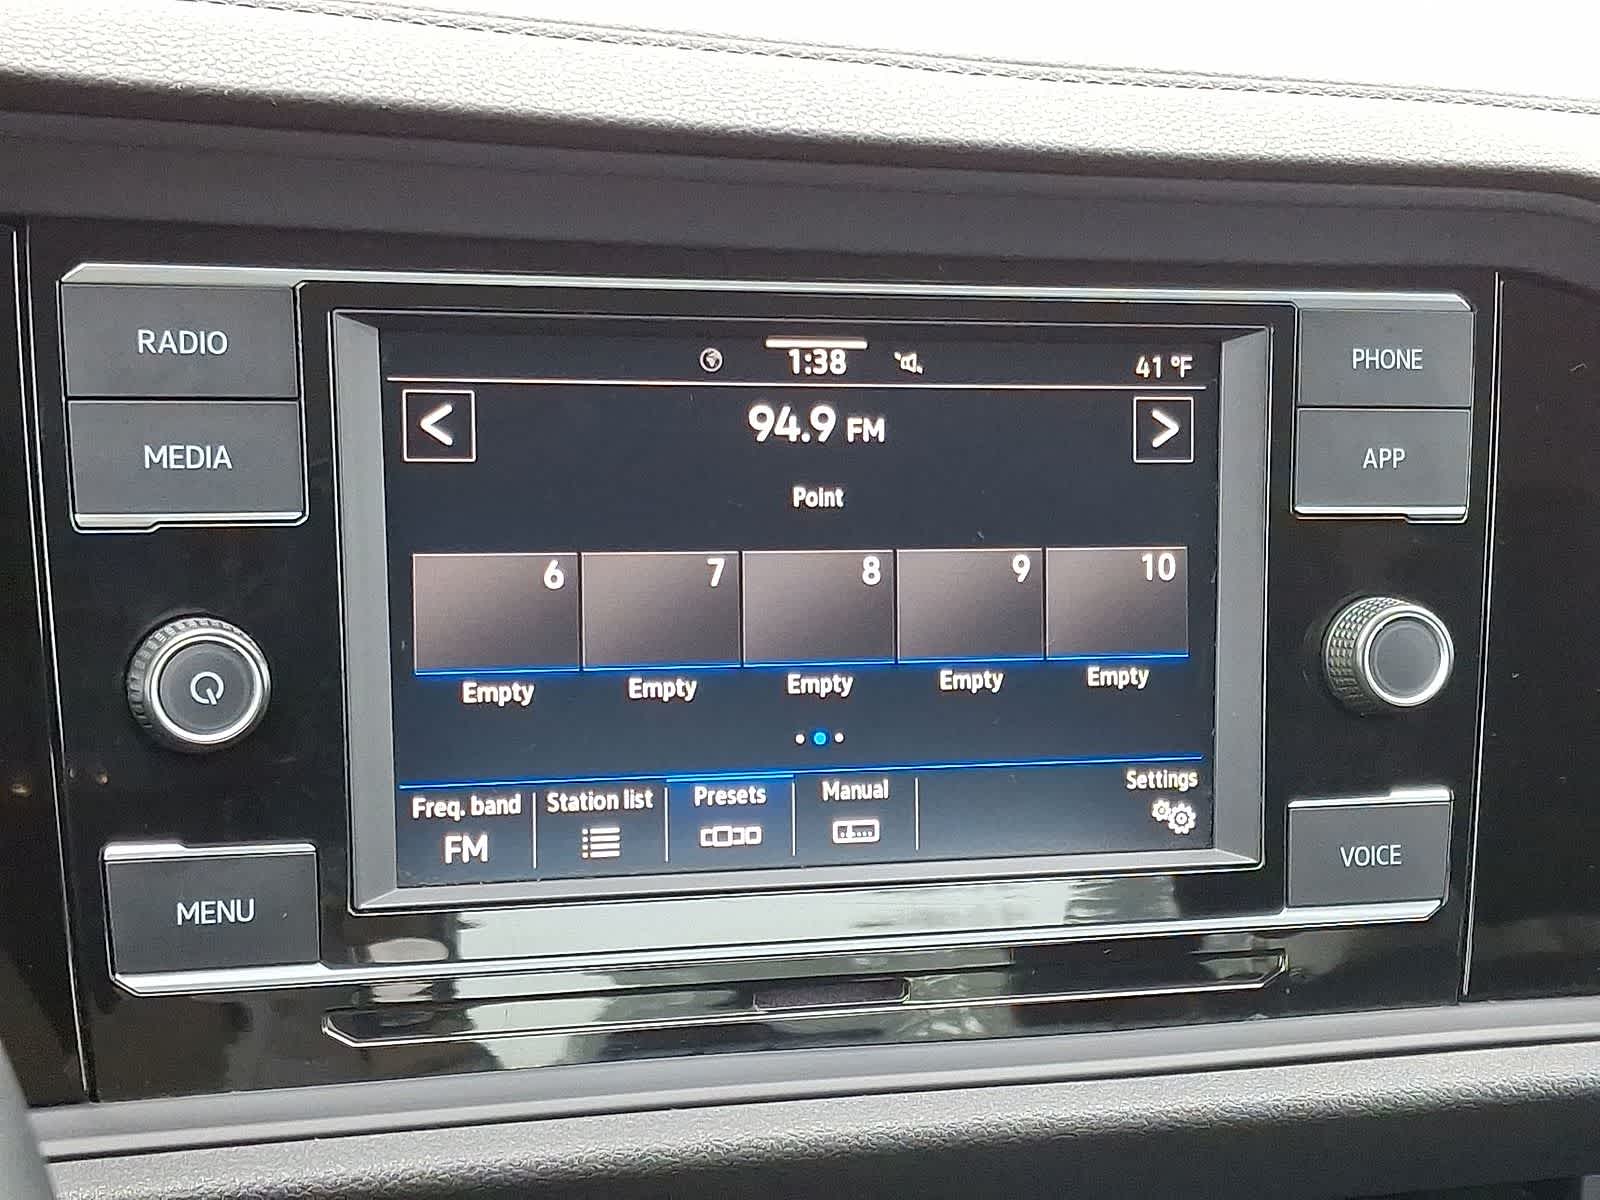 RADIO
MEDIA
MENU
1:38
41 °F
<
94.9 FM
>
Point
6
7
8
9
10
Empty
Empty
Empty
Empty
Empty
Freq. band
FM
Station list
Presets
Manual
Settings
PHONE
APP
VOICE